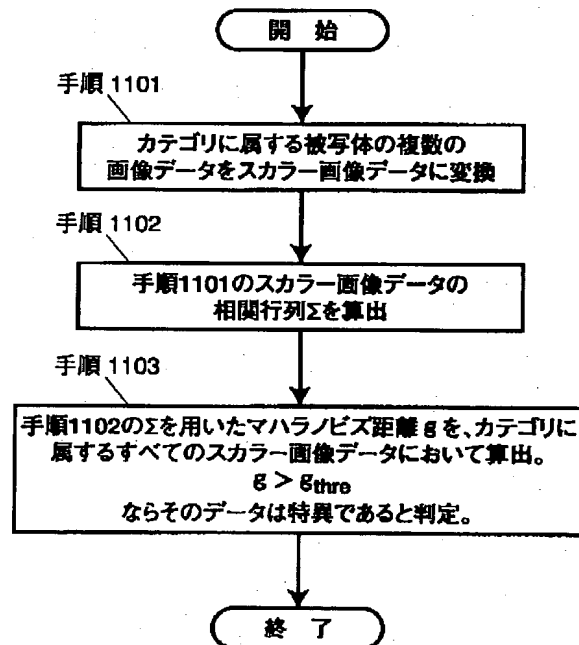 開 始
手順 1101
カテゴリに属する被写体の複数の
画像データをスカラー画像データに変換
手順 1102
手順1101のスカラー画像データの
相関行列Σを算出
手順 1103
手順1102のΣを用いたマハラノビズ距離 g を、カテゴリに
属するすべてのスカラー画像データにおいて算出。
g > gthre
ならそのデータは特異であると判定。
終 了